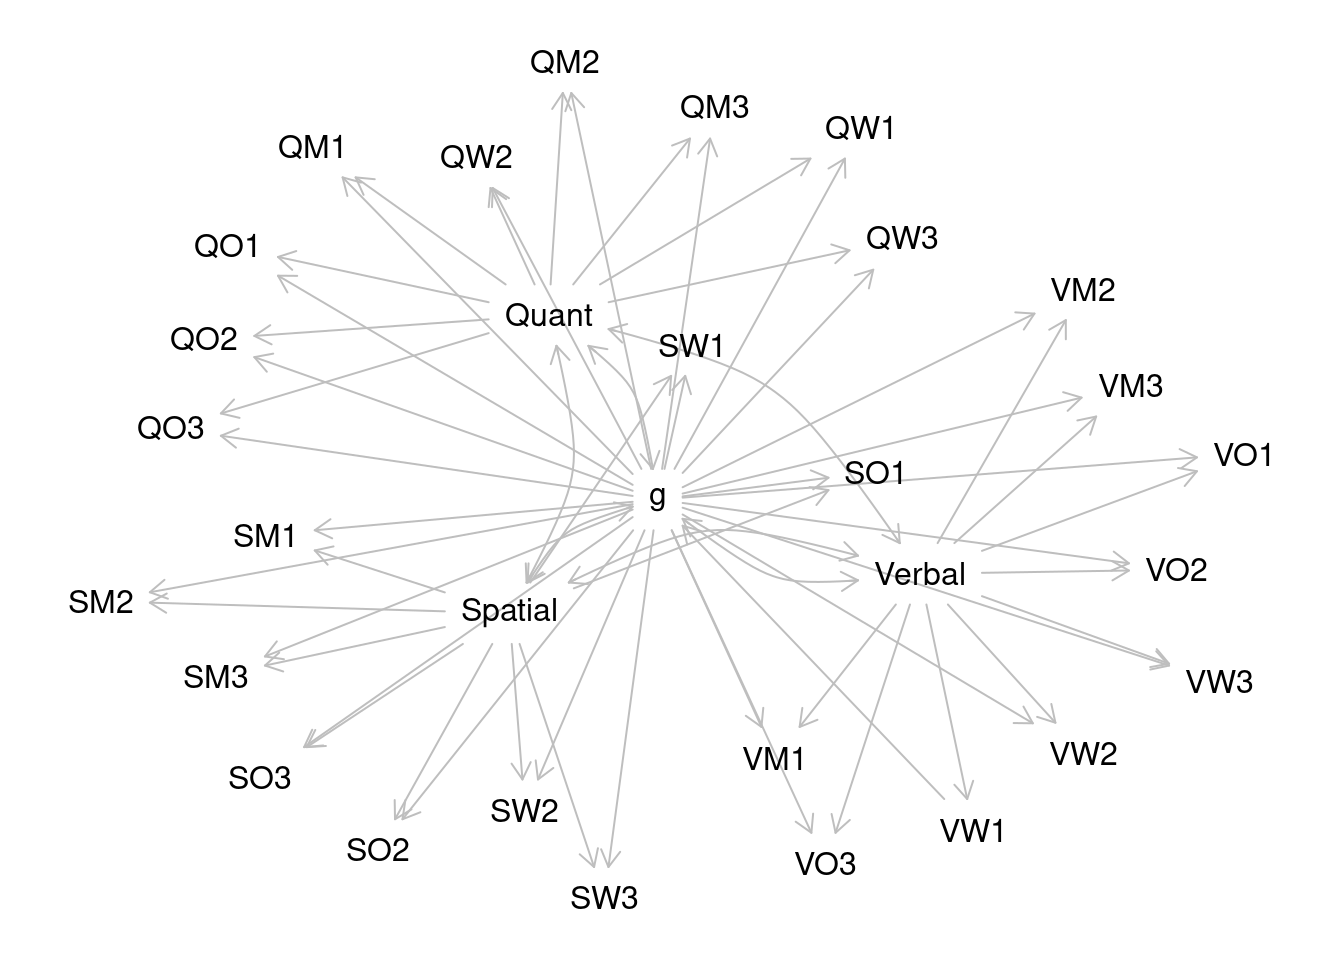 QM2
QM3
QW1
QM1
QW2
QW3
QO1
VM2
Quant
QO2
SW1
VM3
QO3
VO1
SO1
g
SM1
VO2
Verbal
SM2
Spatial
SM3
VW3
VW2
VM1
SO3
SW2
VW1
SO2
VO3
SW3